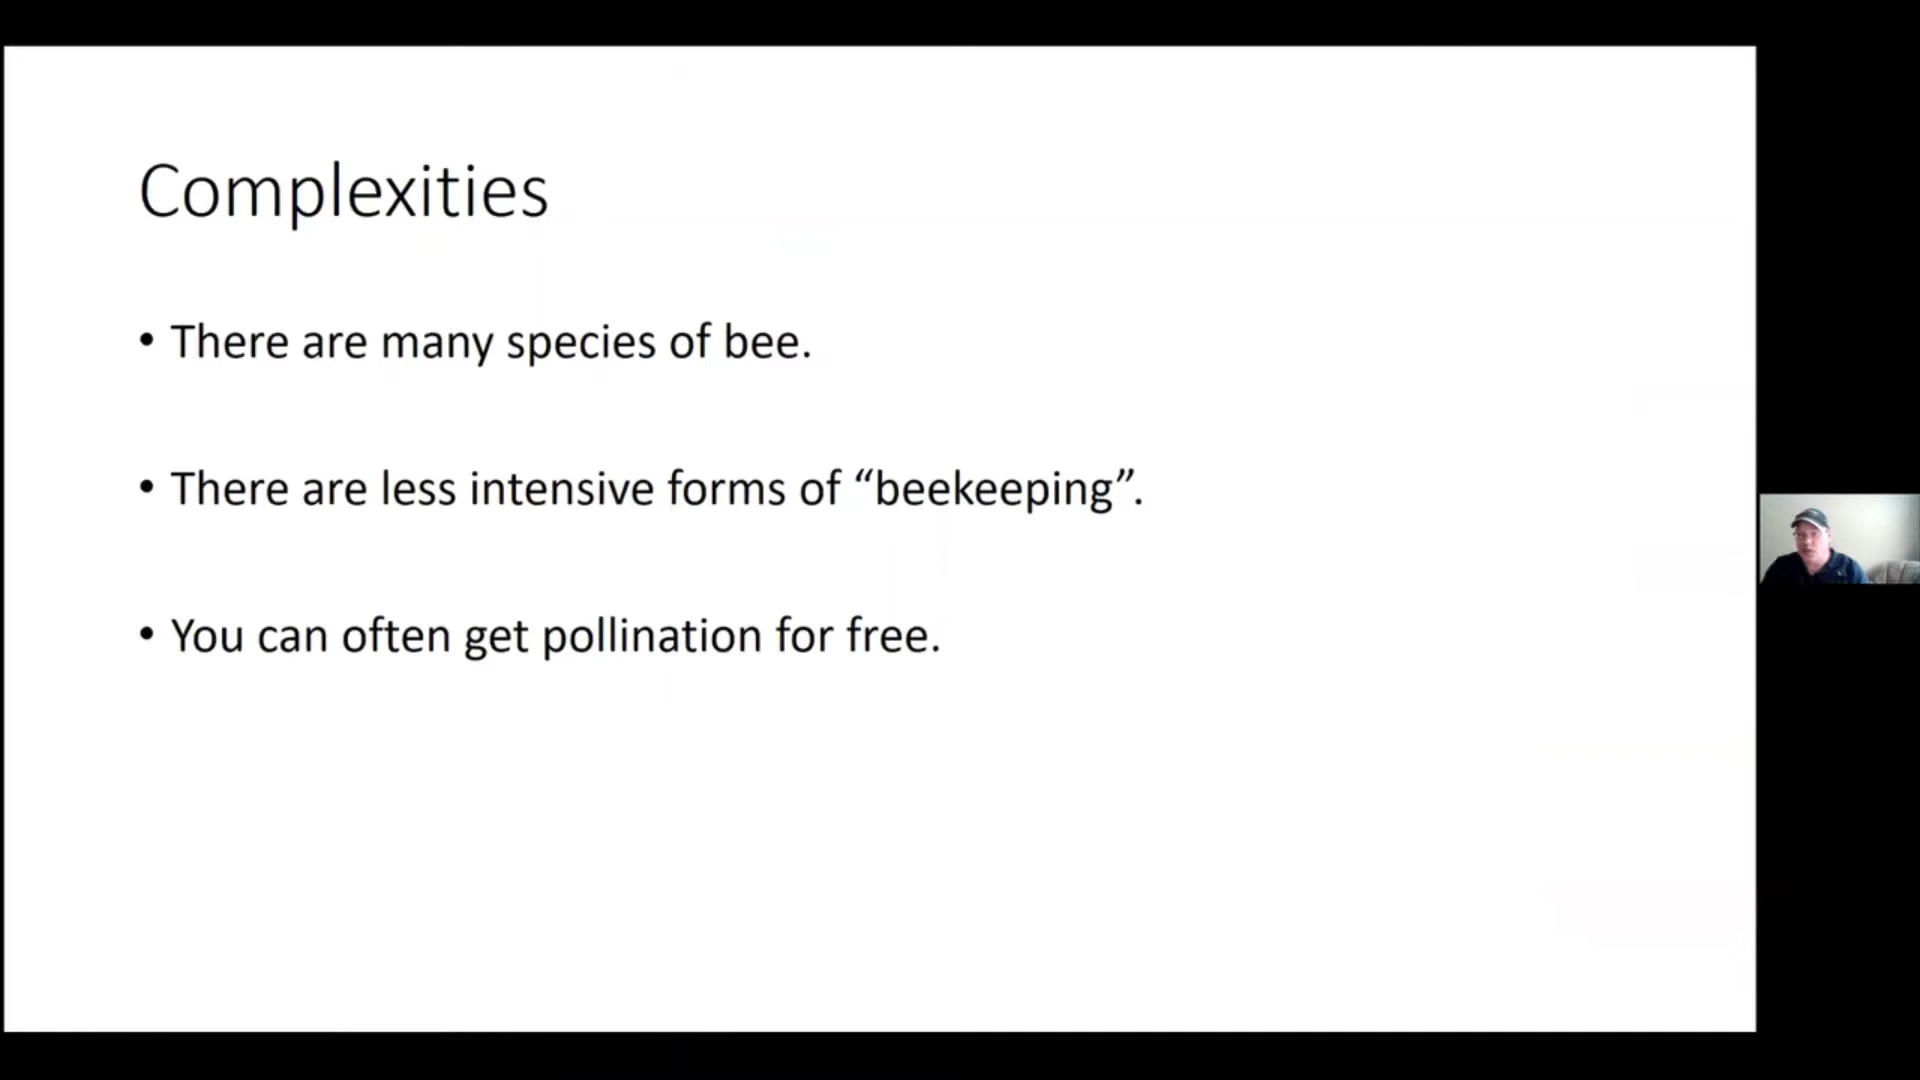 Complexities
• There are many species of bee.
• There are less intensive forms of “beekeeping”.
• You can often get pollination for free.